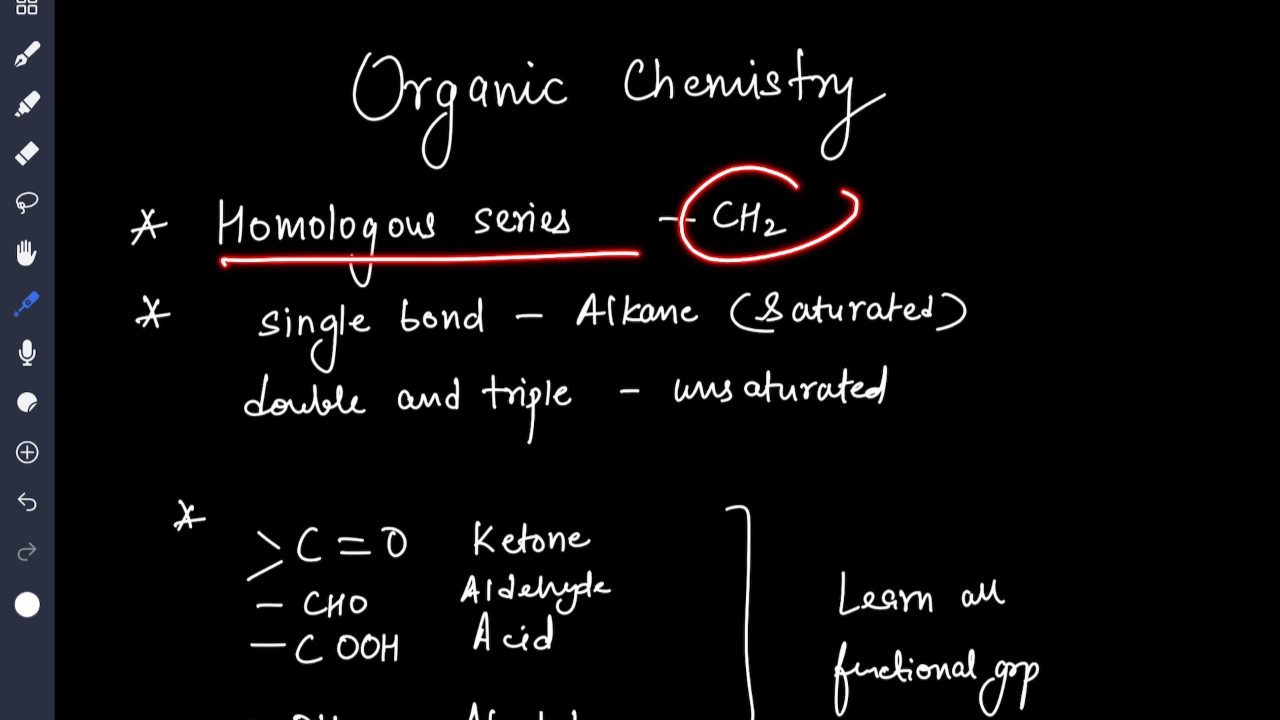 Organic Chemistry
* Homologous series -- CH2
* single bond - Alkane (Saturated)
double and triple - unsaturated
*
>C=O Ketone
- CHO Aldehyde
- COOH Acid
Learn all
functional grp